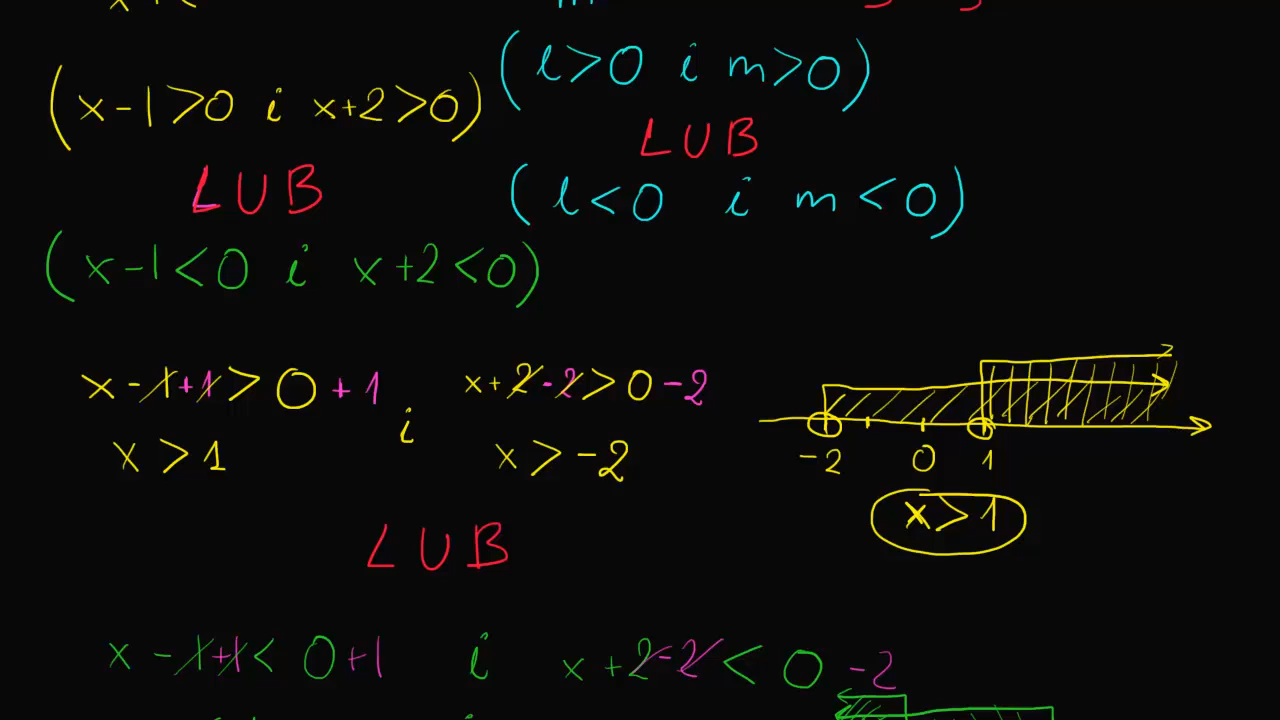 (x-1>0 i x+2>0)
LUB
(x-1<0 i x+2<0)
(l>0 i m>0)
LUB
(l<0 i m<0)
x-1+1>0+1 i x+2-2>0-2
x>1 x>-2
-2 0 1
x>1
LUB
x-1+1<0+1 i x+2-2<0-2